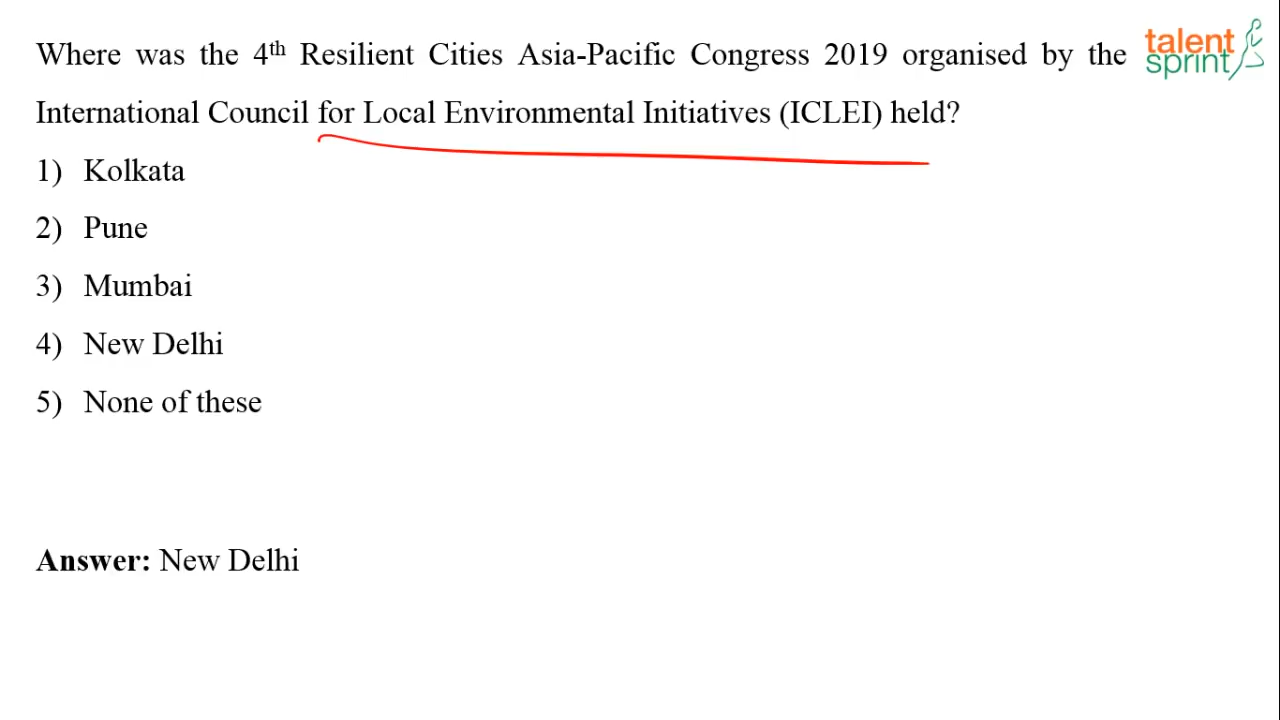 Where was the 4th Resilient Cities Asia-Pacific Congress 2019 organised by the
International Council for Local Environmental Initiatives (ICLEI) held?
1) Kolkata
2) Pune
3) Mumbai
4) New Delhi
5) None of these
Answer: New Delhi
talent
sprint